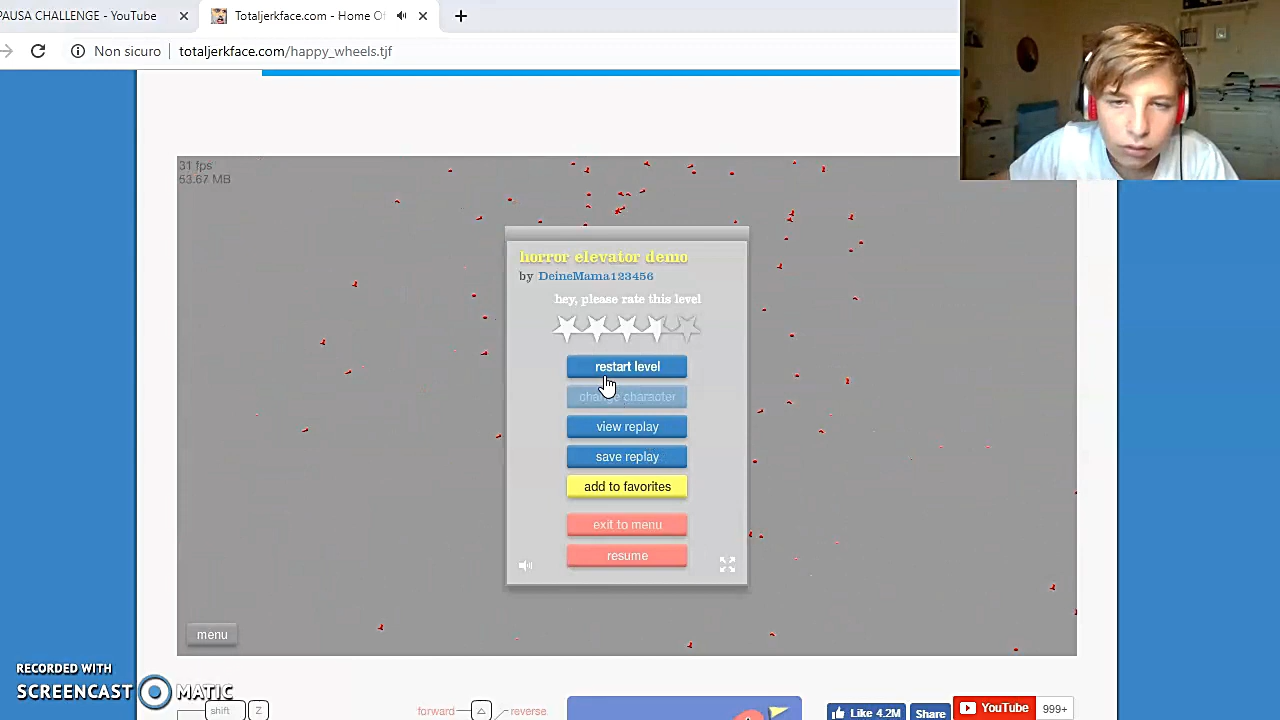 PAUSA CHALLENGE - YouTube
Totaljerkface.com - Home Of
Non sicuro
totaljerkface.com/happy_wheels.tjf
31 fps
53.67 MB
horror elevator demo
by DeineMama123456
hey, please rate this level
restart level
change character
view replay
save replay
add to favorites
exit to menu
resume
menu
RECORDED WITH
SCREENCAST MATIC
shift
Z
forward
reverse
Like 4.2M
Share
YouTube
999+